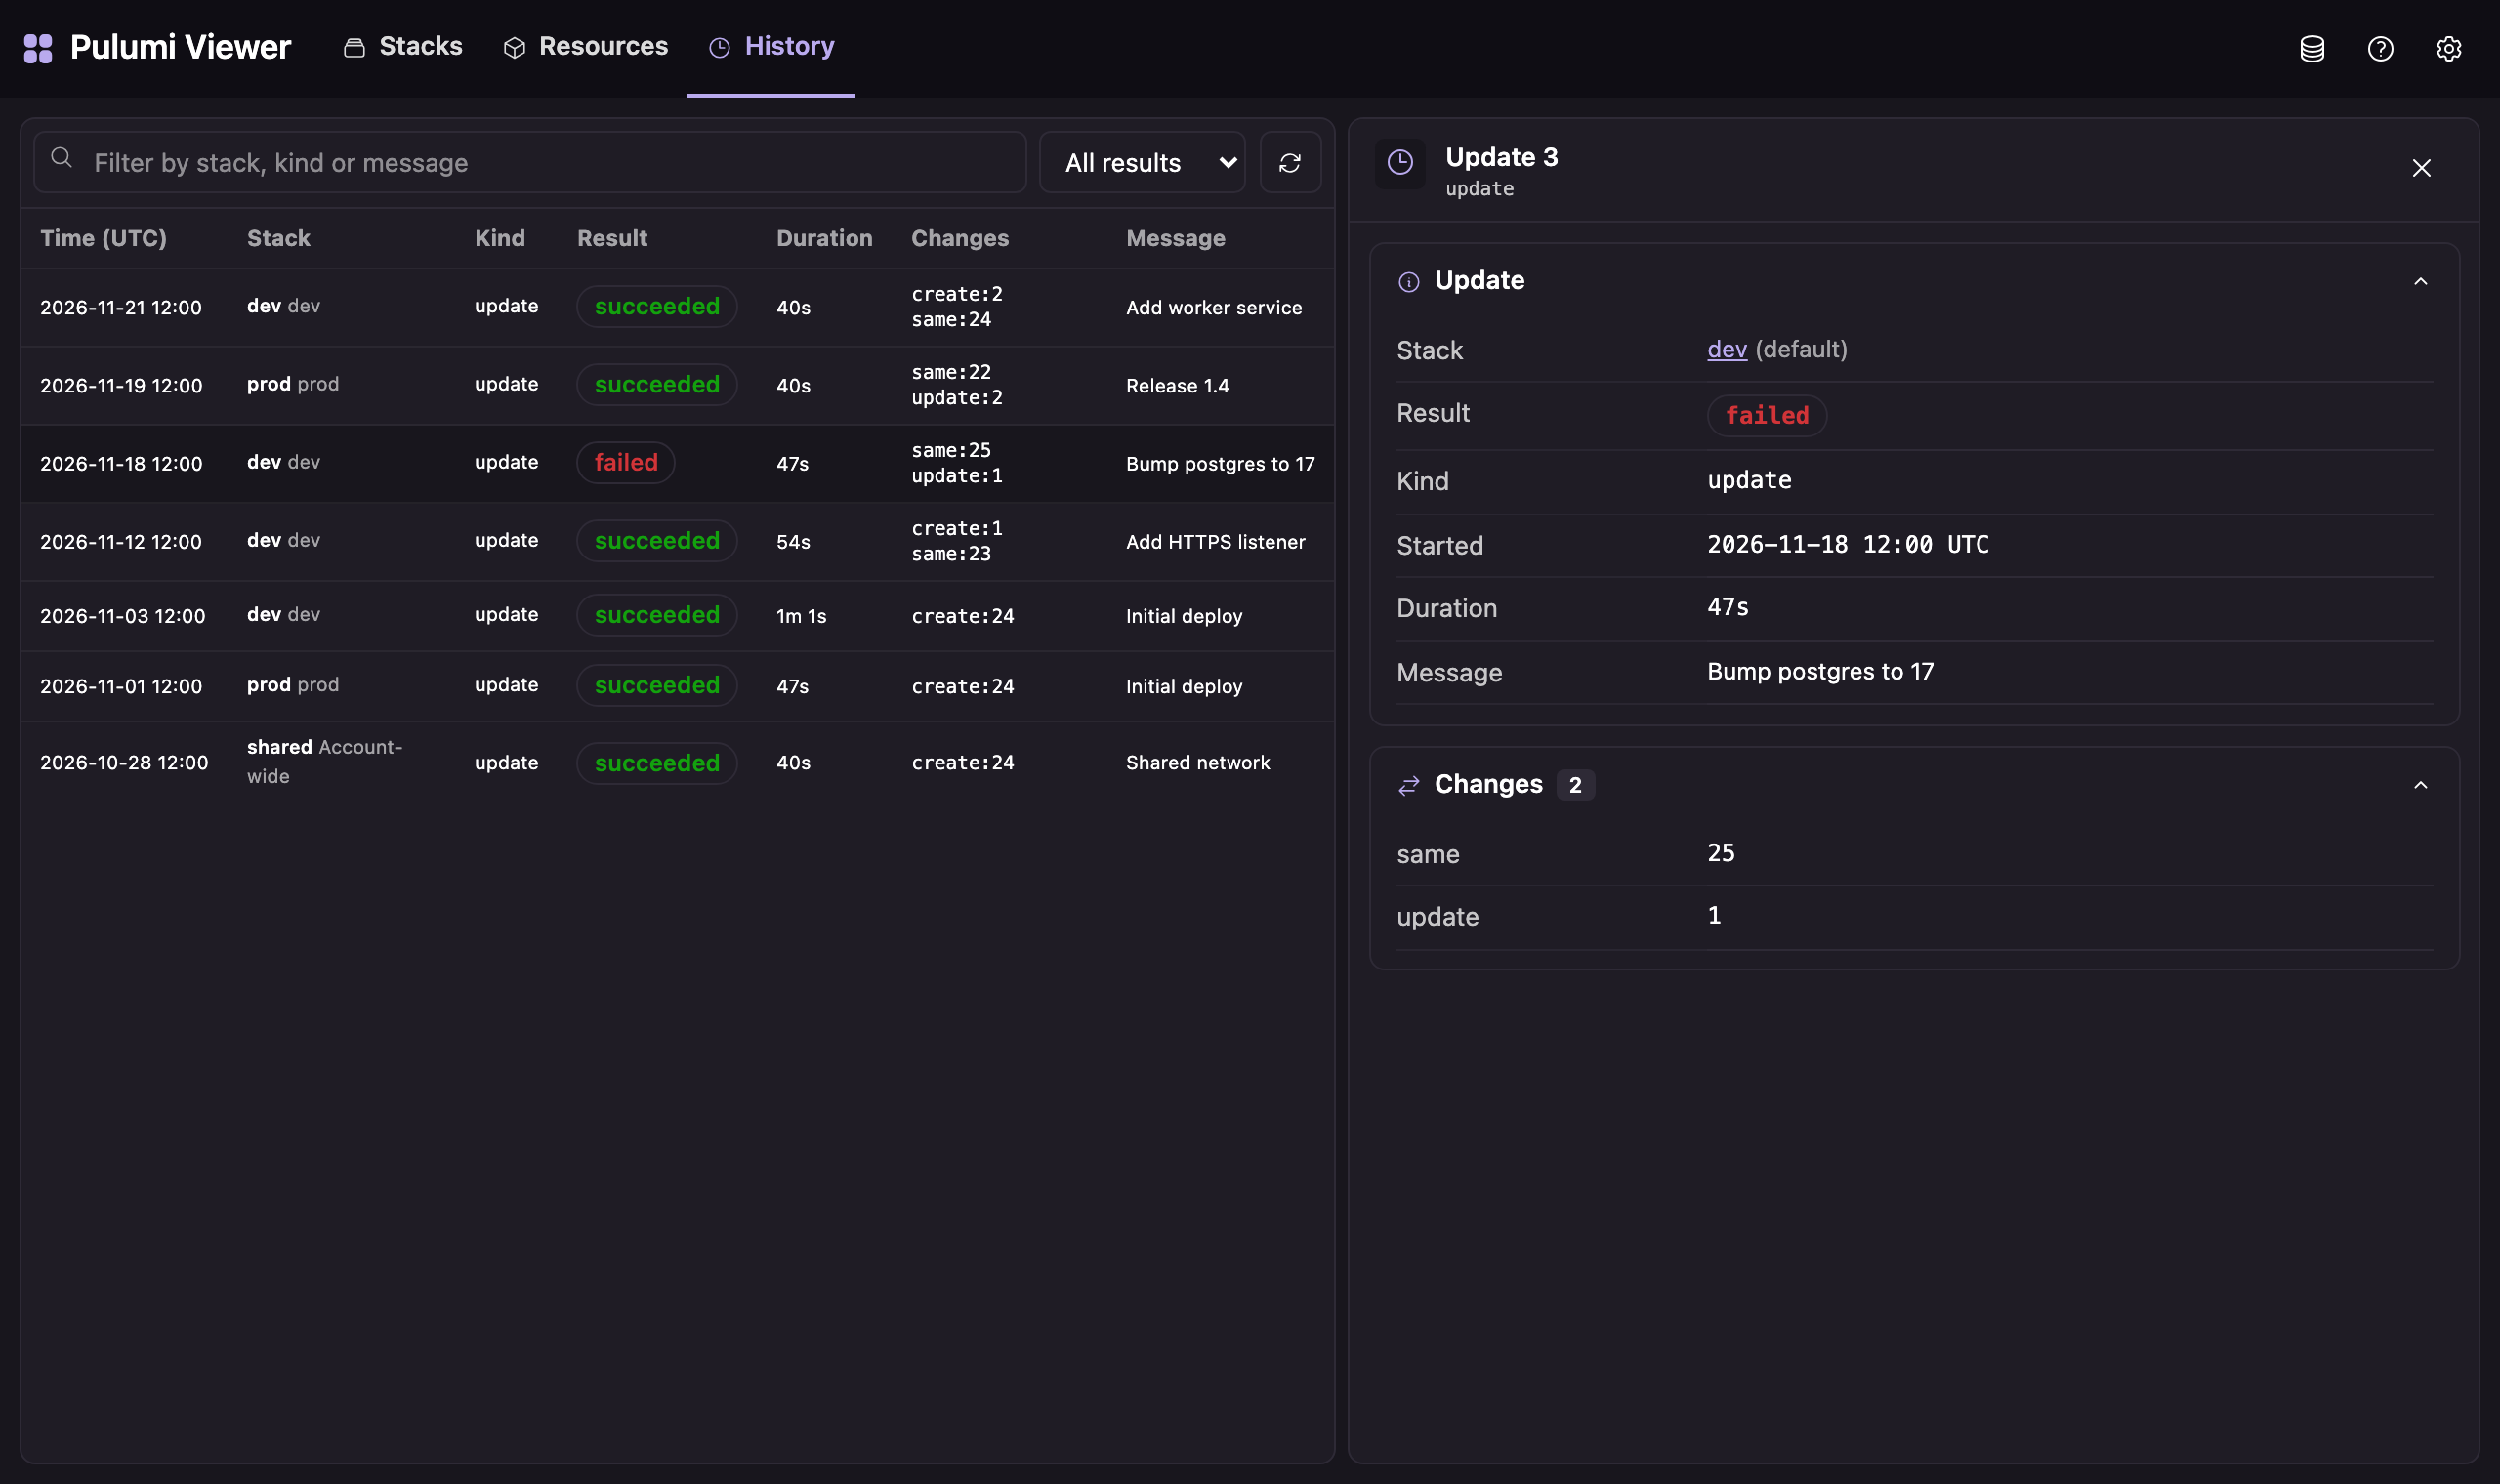 Pulumi Viewer
Stacks
Resources
History
Filter by stack, kind or message
All results
Time (UTC) Stack Kind Result Duration Changes Message
2026-11-21 12:00 dev dev update succeeded 40s create:2 same:24 Add worker service
2026-11-19 12:00 prod prod update succeeded 40s same:22 update:2 Release 1.4
2026-11-18 12:00 dev dev update failed 47s same:25 update:1 Bump postgres to 17
2026-11-12 12:00 dev dev update succeeded 54s create:1 same:23 Add HTTPS listener
2026-11-03 12:00 dev dev update succeeded 1m 1s create:24 Initial deploy
2026-11-01 12:00 prod prod update succeeded 47s create:24 Initial deploy
2026-10-28 12:00 shared Account-wide update succeeded 40s create:24 Shared network
Update 3
update
Update
Stack dev (default)
Result failed
Kind update
Started 2026-11-18 12:00 UTC
Duration 47s
Message Bump postgres to 17
Changes 2
same 25
update 1